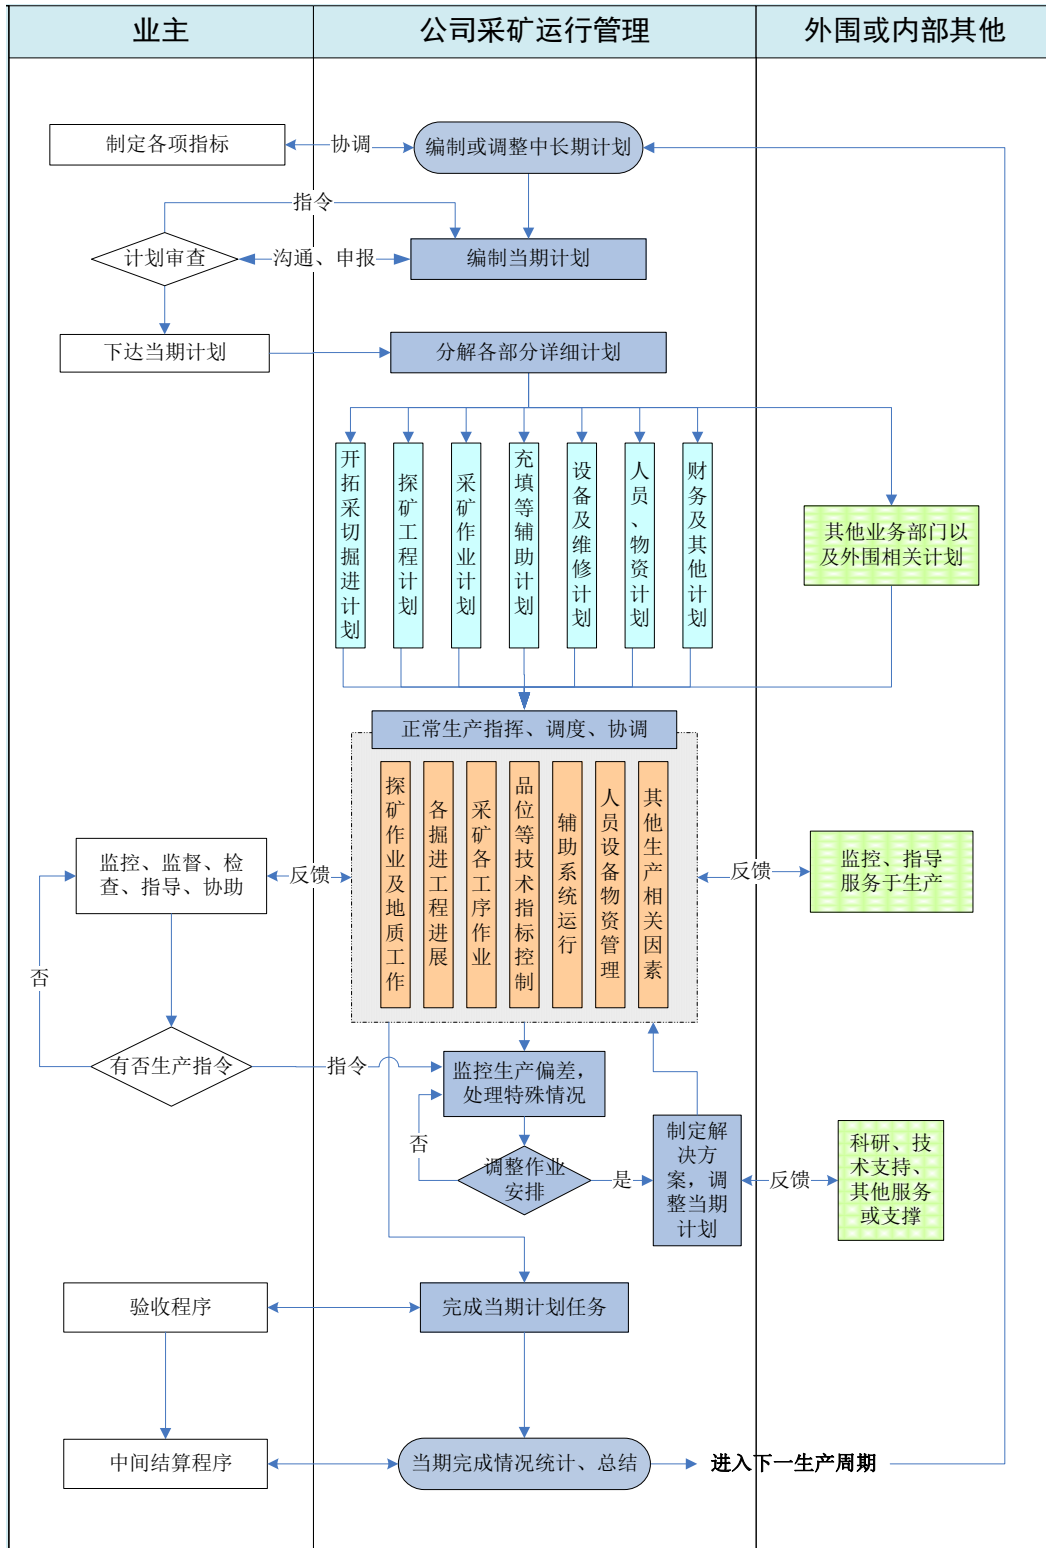 业主
公司采矿运行管理
外围或内部其他
制定各项指标
协调
编制或调整中长期计划
指令
计划审查
沟通、申报
编制当期计划
下达当期计划
分解各部分详细计划
开拓采切掘进计划
探矿工程计划
采矿作业计划
充填等辅助计划
设备及维修计划
人员、物资计划
财务及其他计划
其他业务部门以
及外围相关计划
正常生产指挥、调度、协调
探矿作业及地质工作
各掘进工程进展
采矿各工序作业
品位等技术指标控制
辅助系统运行
人员设备物资管理
其他生产相关因素
监控、监督、检
查、指导、协助
反馈
反馈
监控、指导
服务于生产
否
有否生产指令
指令
监控生产偏差，
处理特殊情况
否
调整作业
安排
是
制定解
决方
案，调
整当期
计划
反馈
科研、技
术支持、
其他服务
或支撑
验收程序
完成当期计划任务
中间结算程序
当期完成情况统计、总结
进入下一生产周期